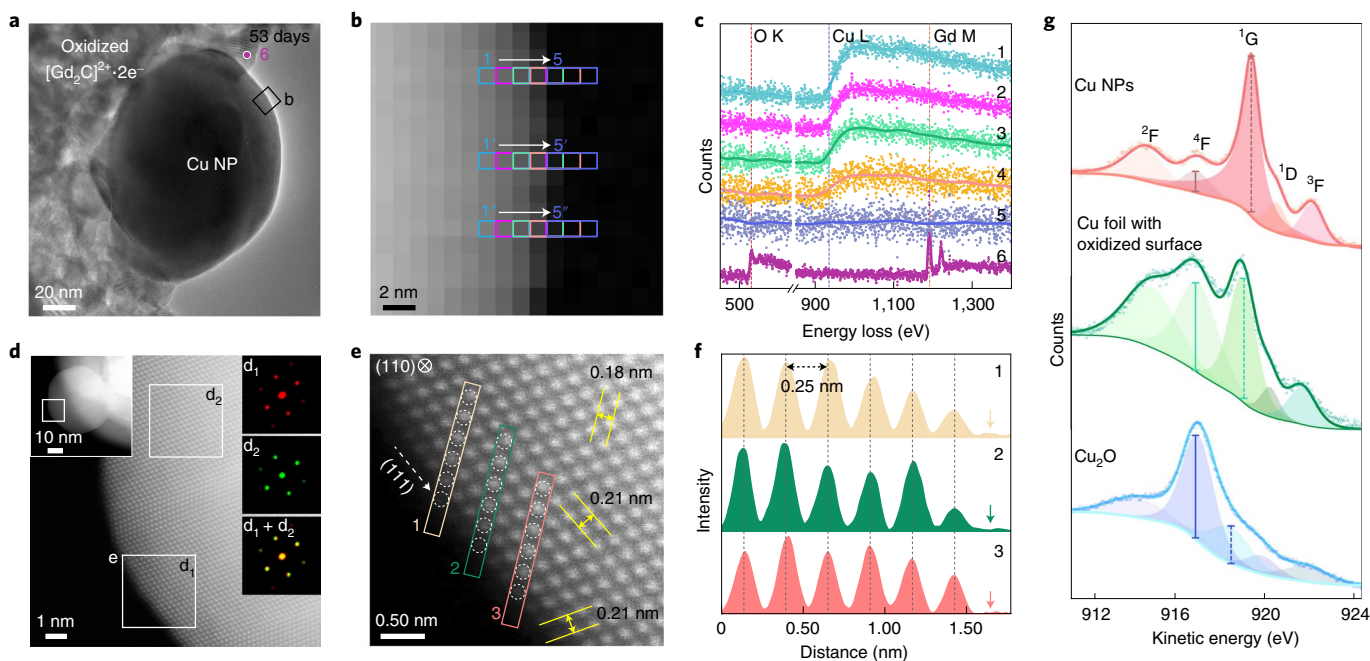 a
Oxidized
[Gd₂C]²⁺·2e⁻
53 days
6
b
Cu NP
20 nm
b
1 5
1′ 5′
1″ 5″
2 nm
c
O K Cu L Gd M
1
2
3
4
5
6
Counts
500 900 1,100 1,300
Energy loss (eV)
d
10 nm
d₂
e
d₁
1 nm
d₁
d₂
d₁ + d₂
e
(110)
0.18 nm
(111)
0.21 nm
1
2
3
0.21 nm
0.50 nm
f
1
0.25 nm
2
3
Intensity
0 0.50 1.00 1.50
Distance (nm)
g
¹G
Cu NPs
²F
⁴F
¹D
³F
Cu foil with
oxidized surface
Cu₂O
Counts
912 916 920 924
Kinetic energy (eV)